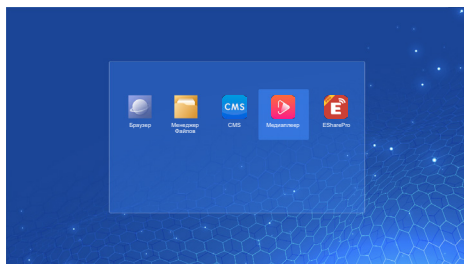 CMS
E
Браузер
Менеджер
Файлов
CMS
Медиаплеер
ESharePro